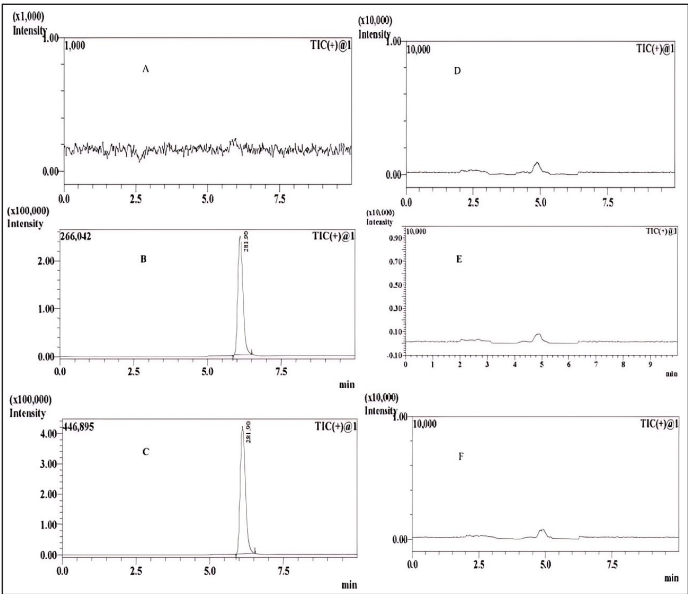 (x1,000)
Intensity
1.00
1,000
TIC(+)@1
A
0.00
0.0 2.5 5.0 7.5
(x100,000)
Intensity
266,042
TIC(+)@1
281.90
B
2.00
1.00
0.00
0.0 2.5 5.0 7.5
min
(x100,000)
Intensity
446,895
TIC(+)@1
281.90
4.00
C
3.00
2.00
1.00
0.00
0.0 2.5 5.0 7.5
min
(x10,000)
Intensity
1.00
10,000
TIC(+)@1
D
0.00
0.0 2.5 5.0 7.5
(x10,000)
Intensity
10,000
TIC(+)@1
0.90
E
0.70
0.50
0.30
0.10
-0.10
0 1 2 3 4 5 6 7 8 9
min
(x10,000)
Intensity
1.00
10,000
TIC(+)@1
F
0.00
0.0 2.5 5.0 7.5
min